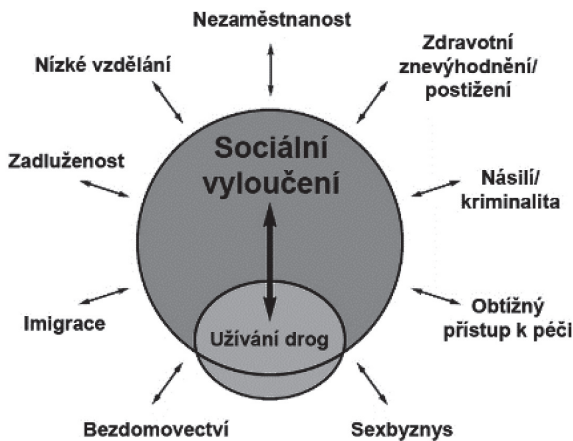 Nezaměstnanost
Nízké vzdělání
Zdravotní
znevýhodnění/
postižení
Sociální
vyloučení
Zadluženost
Násilí/
kriminalita
Imigrace
Užívání drog
Obtížný
přístup k péči
Bezdomovectví
Sexbyznys